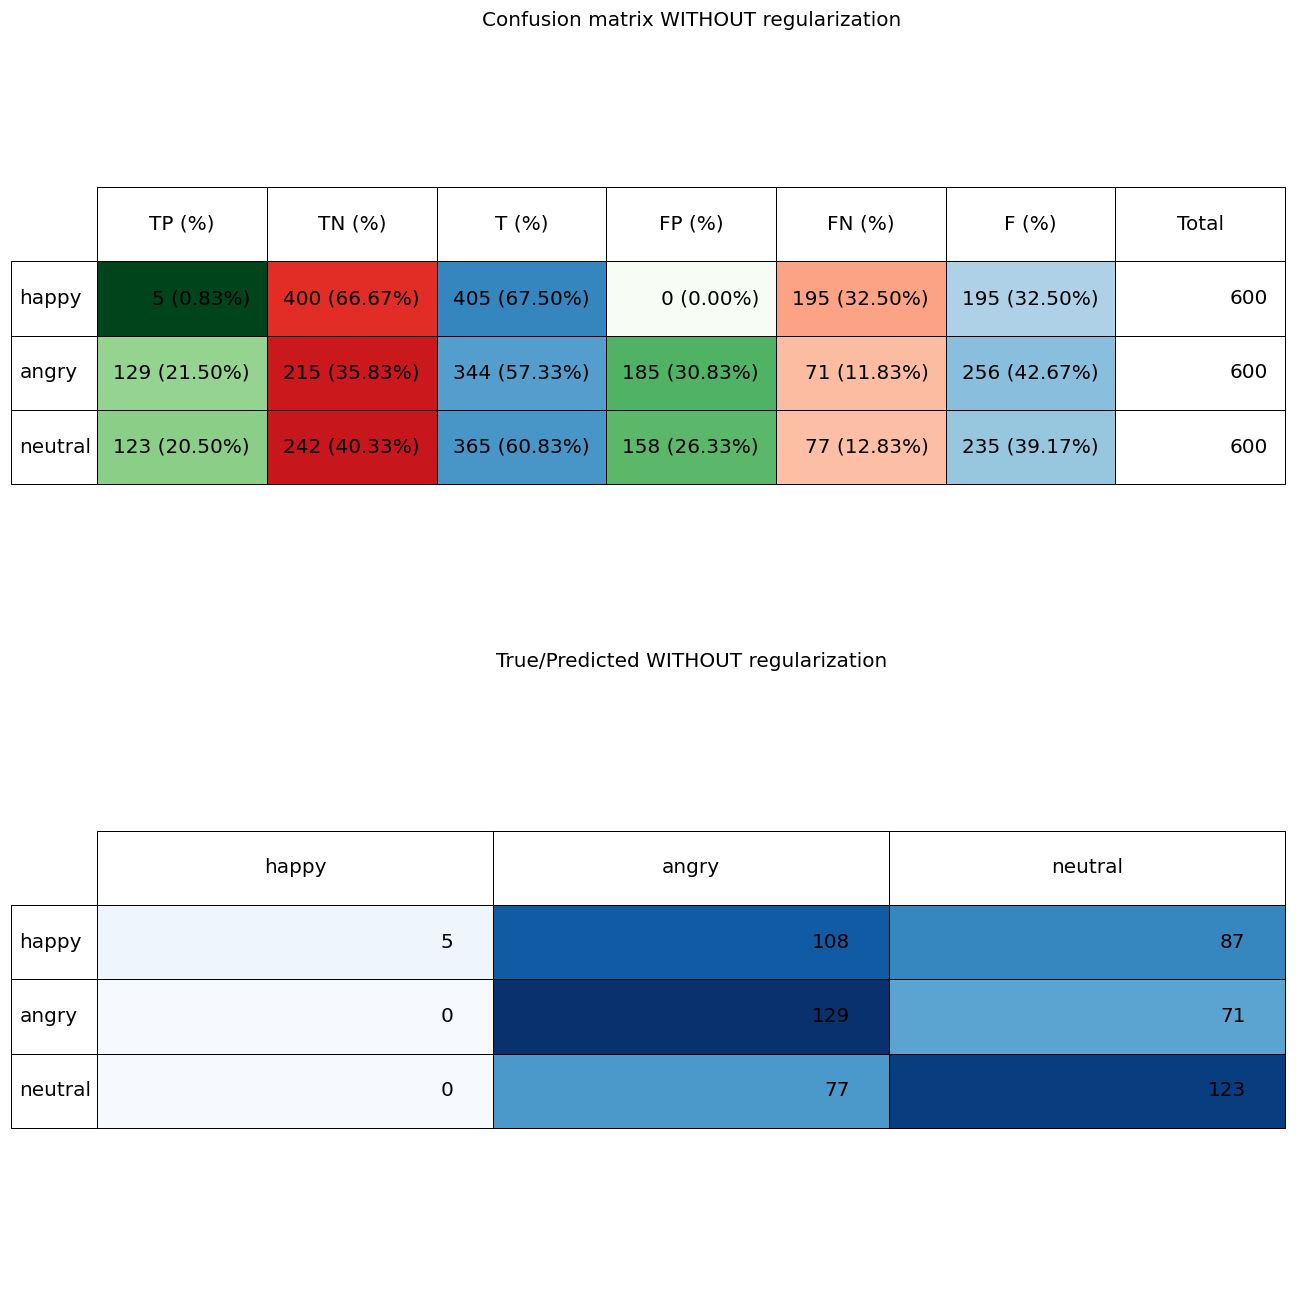 Confusion matrix WITHOUT regularization
TP (%) TN (%) T (%) FP (%) FN (%) F (%) Total
happy 5 (0.83%) 400 (66.67%) 405 (67.50%) 0 (0.00%) 195 (32.50%) 195 (32.50%) 600
angry 129 (21.50%) 215 (35.83%) 344 (57.33%) 185 (30.83%) 71 (11.83%) 256 (42.67%) 600
neutral 123 (20.50%) 242 (40.33%) 365 (60.83%) 158 (26.33%) 77 (12.83%) 235 (39.17%) 600
True/Predicted WITHOUT regularization
happy angry neutral
happy 5 108 87
angry 0 129 71
neutral 0 77 123